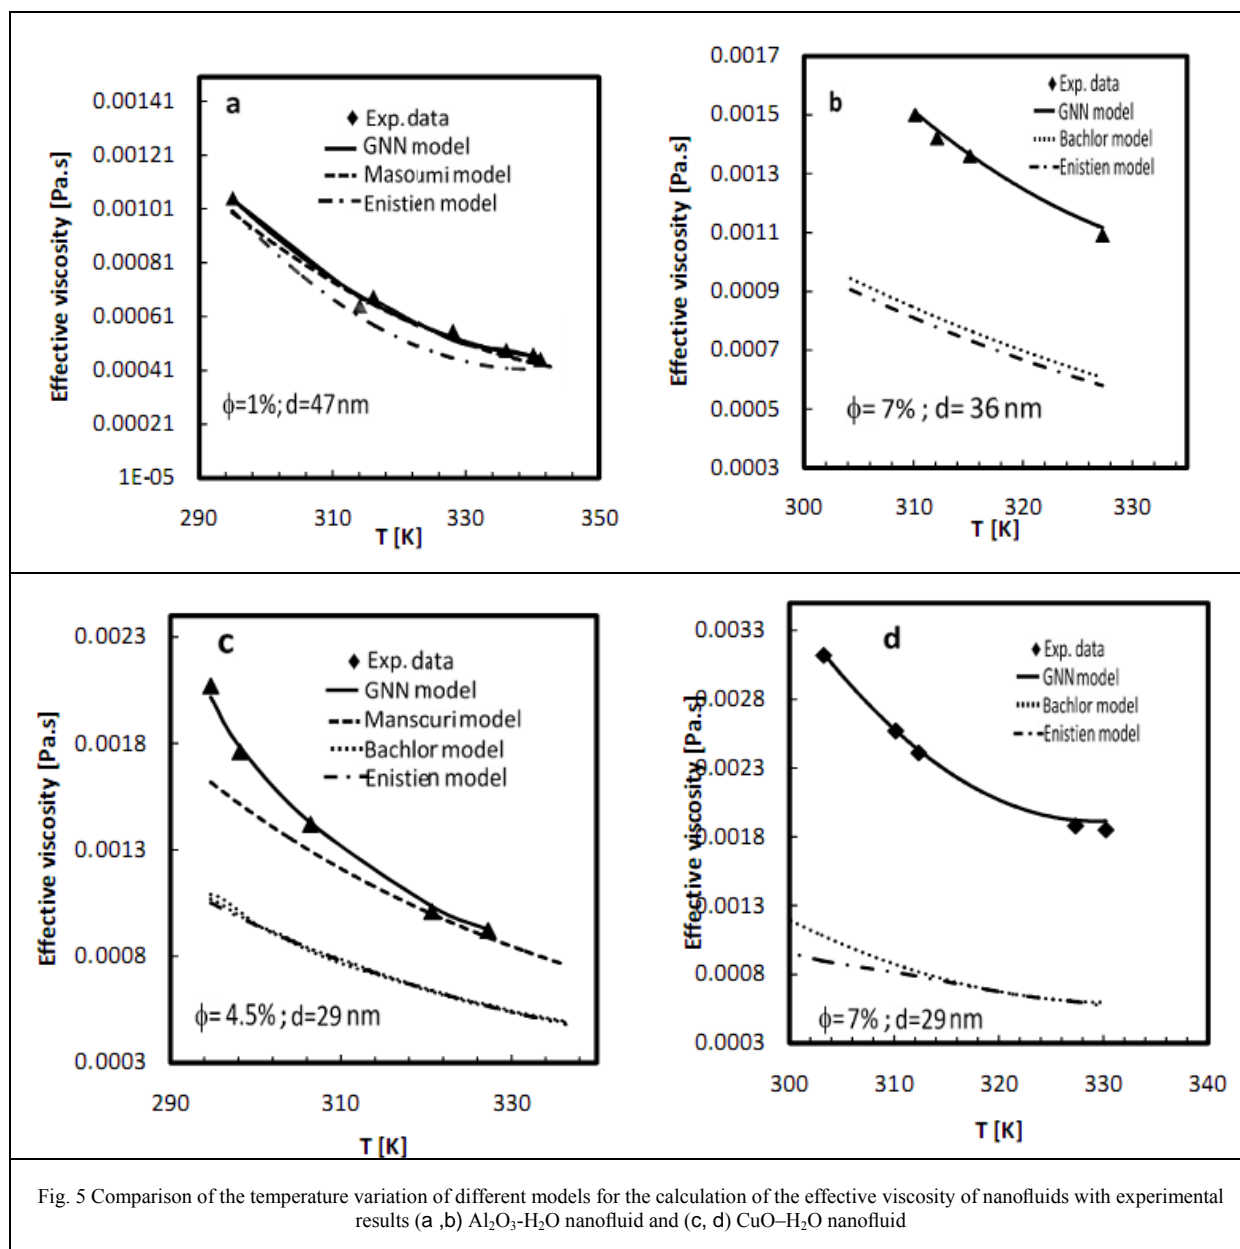 a
Effective viscosity [Pa.s]
0.00141
0.00121
0.00101
0.00081
0.00061
0.00041
0.00021
1E-05
Exp. data
GNN model
Masoumi model
Enistien model
ϕ=1%; d=47 nm
290 310 330 350
T [K]
b
Effective viscosity [Pa.s]
0.0017
0.0015
0.0013
0.0011
0.0009
0.0007
0.0005
0.0003
Exp. data
GNN model
Bachlor model
Enistien model
ϕ= 7% ; d= 36 nm
300 310 320 330
T [K]
c
Effective viscosity [Pa.s]
0.0023
0.0018
0.0013
0.0008
0.0003
Exp. data
GNN model
Manscuri model
Bachlor model
Enistien model
ϕ= 4.5% ; d=29 nm
290 310 330
T [K]
d
Effective viscosity [Pa.s]
0.0033
0.0028
0.0023
0.0018
0.0013
0.0008
0.0003
Exp. data
GNN model
Bachlor model
Enistien model
ϕ=7% ; d=29 nm
300 310 320 330 340
T [K]
Fig. 5 Comparison of the temperature variation of different models for the calculation of the effective viscosity of nanofluids with experimental
results (a ,b) Al₂O₃-H₂O nanofluid and (c, d) CuO–H₂O nanofluid